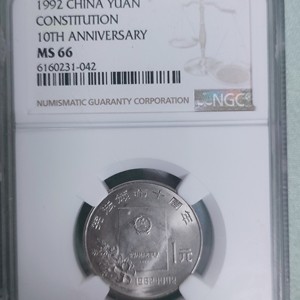 1992 CHINA YUAN
CONSTITUTION
10TH ANNIVERSARY
MS 66
6160231-042
NUMISMATIC GUARANTY CORPORATION
NGC
1元